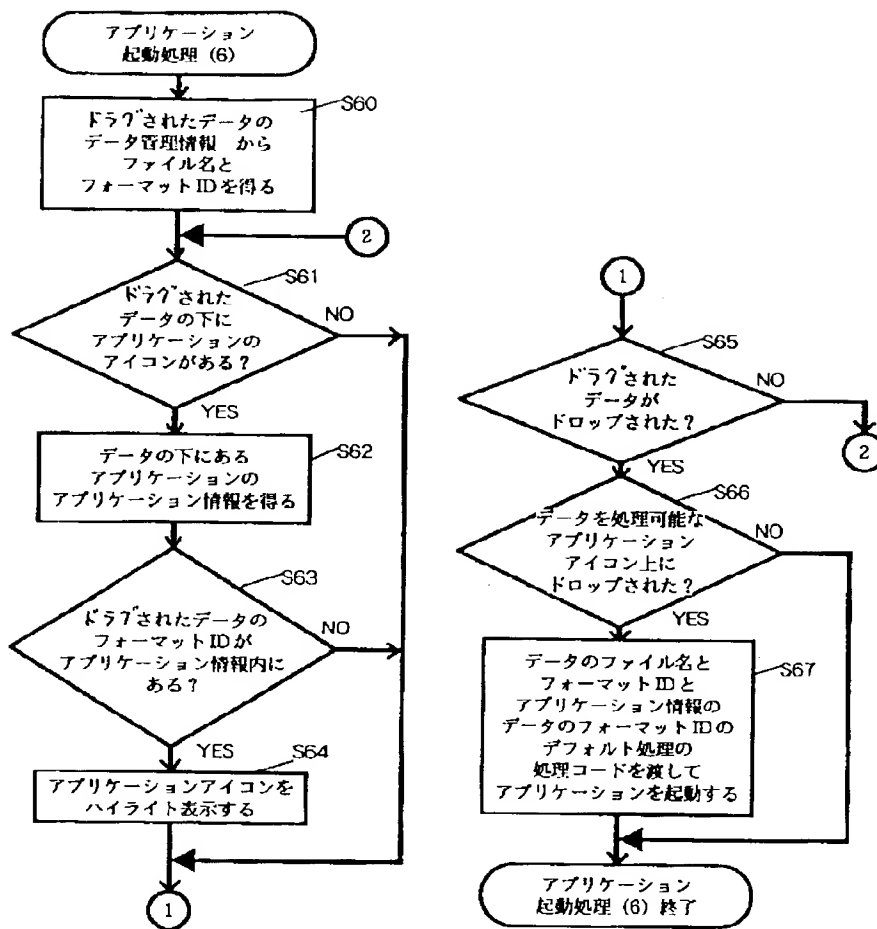 アプリケーション
起動処理 (6)
S60
ドラグされたデータの
データ管理情報 から
ファイル名と
フォーマットIDを得る
2
S61
ドラグされた
データの下に
アプリケーションの
アイコンがある?
NO
YES
S62
データの下にある
アプリケーションの
アプリケーション情報を得る
S63
ドラグされたデータの
フォーマットIDが
アプリケーション情報内に
ある?
NO
YES
S64
アプリケーションアイコンを
ハイライト表示する
1
1
S65
ドラグされた
データが
ドロップされた?
NO
2
YES
S66
データを処理可能な
アプリケーション
アイコン上に
ドロップされた?
NO
YES
S67
データのファイル名と
フォーマットIDと
アプリケーション情報の
データのフォーマットIDの
デフォルト処理の
処理コードを渡して
アプリケーションを起動する
アプリケーション
起動処理 (6) 終了